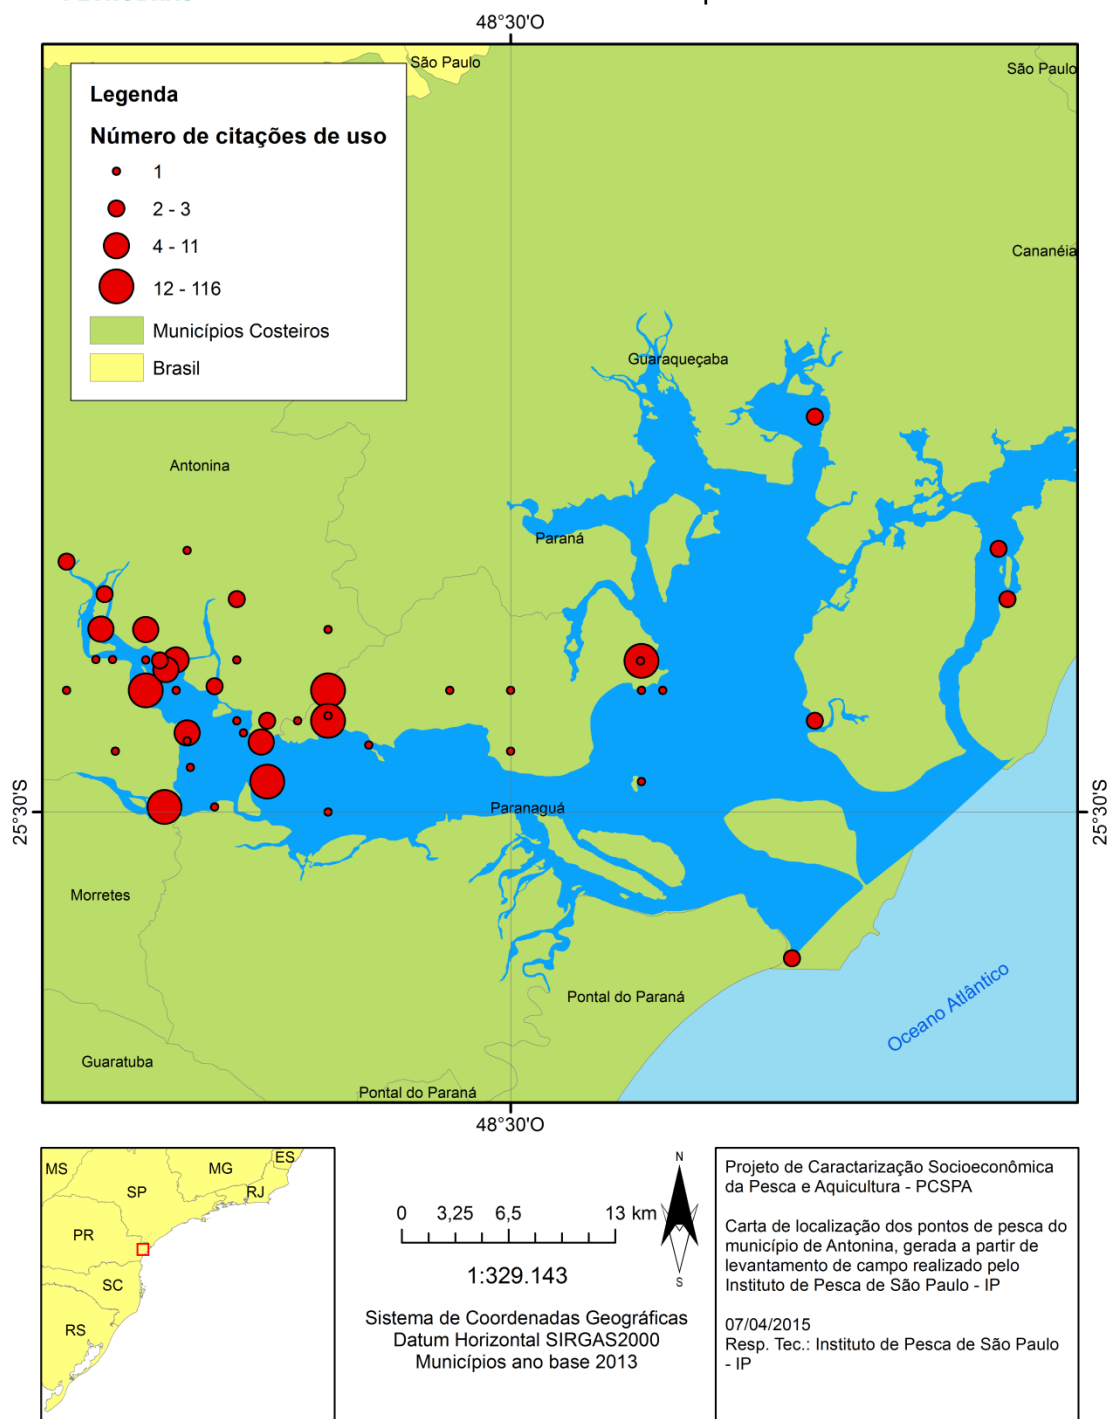 48°30'O
São Paulo
São Paulo
Legenda
Número de citações de uso
1
2 - 3
4 - 11
12 - 116
Municípios Costeiros
Brasil
Cananéia
Guaraqueçaba
Antonina
Paraná
25°30'S
Paranaguá
25°30'S
Morretes
Pontal do Paraná
Oceano Atlântico
Guaratuba
Pontal do Paraná
48°30'O
MS
MG
ES
SP
RJ
PR
SC
RS
N
0 3,25 6,5 13 km
S
1:329.143
Sistema de Coordenadas Geográficas
Datum Horizontal SIRGAS2000
Municípios ano base 2013
Projeto de Caractarização Socioeconômica
da Pesca e Aquicultura - PCSPA
Carta de localização dos pontos de pesca do
município de Antonina, gerada a partir de
levantamento de campo realizado pelo
Instituto de Pesca de São Paulo - IP
07/04/2015
Resp. Tec.: Instituto de Pesca de São Paulo
- IP